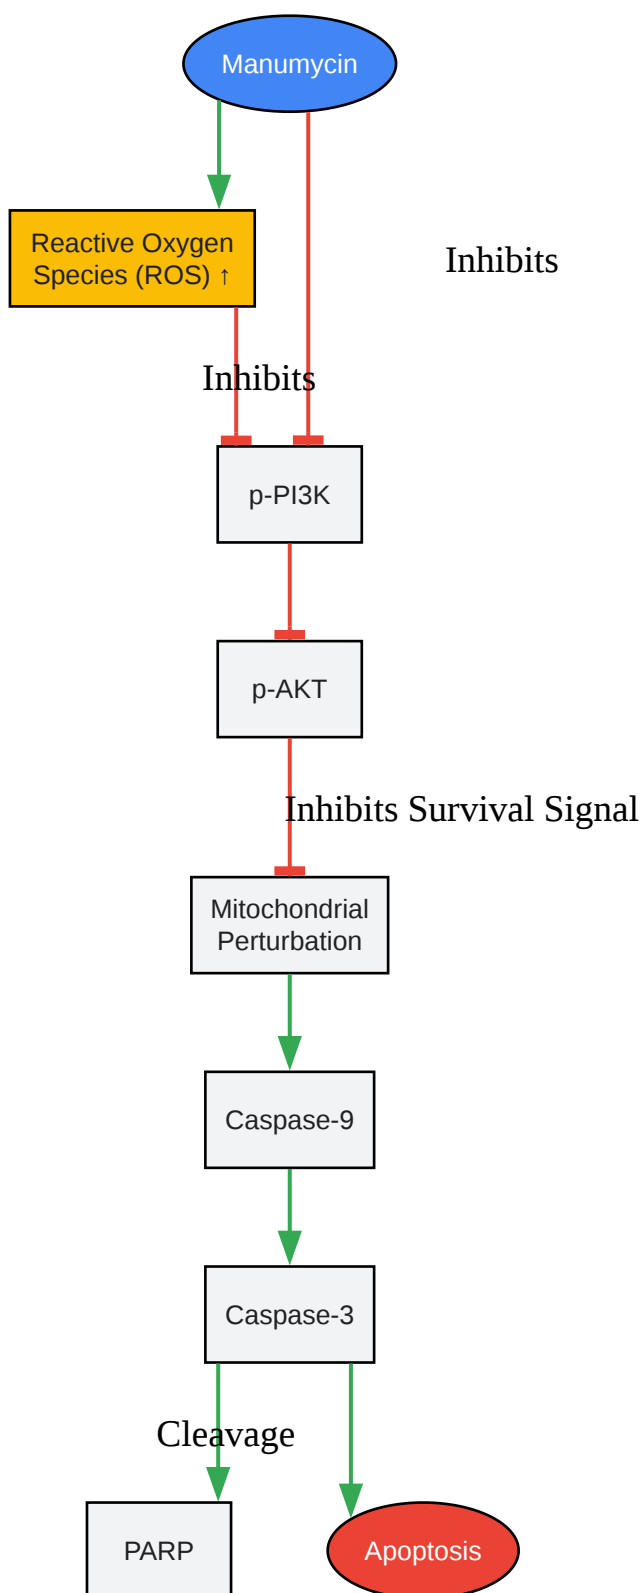 Manumycin
Reactive Oxygen
Species (ROS) ↑
Inhibits
Inhibits
p-PI3K
p-AKT
Inhibits Survival Signal
Mitochondrial
Perturbation
Caspase-9
Caspase-3
Cleavage
PARP
Apoptosis